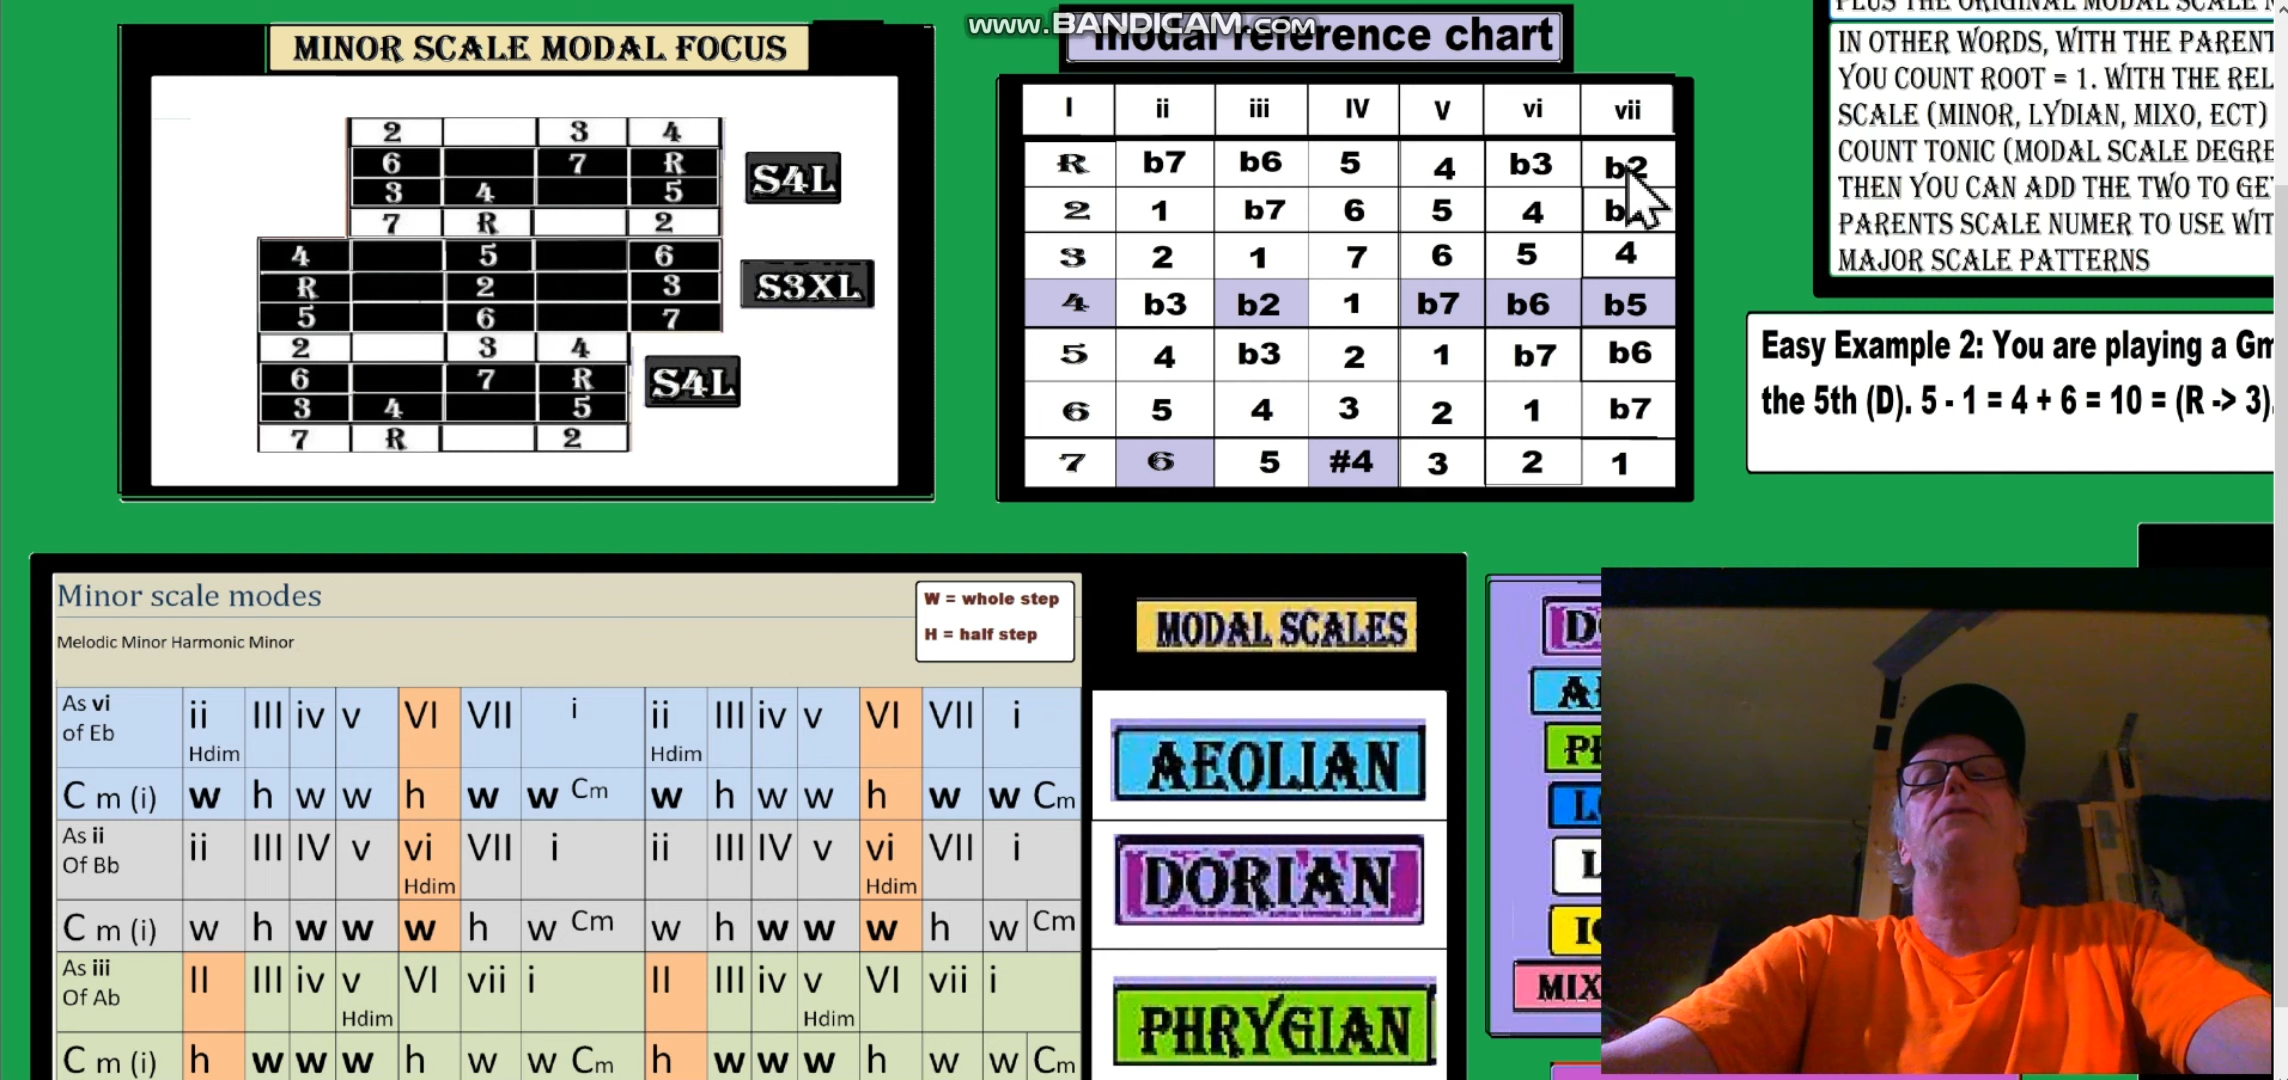 www.BANDICAM.com
MINOR SCALE MODAL FOCUS
2 3 4
6 7 R
3 4 5
7 R 2
4 5 6
R 2 3
5 6 7
2 3 4
6 7 R
3 4 5
7 R 2
S4L
S3XL
S4L
modal reference chart
I ii iii IV V vi vii
R b7 b6 5 4 b3 b2
2 1 b7 6 5 4
3 2 1 7 6 5 4
4 b3 b2 1 b7 b6 b5
5 4 b3 2 1 b7 b6
6 5 4 3 2 1 b7
7 6 5 #4 3 2 1
PLUS THE ORIGINAL MODAL SCALE
IN OTHER WORDS, WITH THE PARENT
YOU COUNT ROOT = 1. WITH THE REL
SCALE (MINOR, LYDIAN, MIXO, ECT)
COUNT TONIC (MODAL SCALE DEGRE
THEN YOU CAN ADD THE TWO TO GE
PARENTS SCALE NUMER TO USE WIT
MAJOR SCALE PATTERNS
Easy Example 2: You are playing a Gm
the 5th (D). 5 - 1 = 4 + 6 = 10 = (R -> 3)
Minor scale modes
Melodic Minor Harmonic Minor
W = whole step
H = half step
As vi of Eb ii Hdim III iv v VI VII i ii Hdim III iv v VI VII i
C m (i) w h w w h w w Cm w h w w h w w Cm
As ii Of Bb ii III IV v vi Hdim VII i ii III IV v vi Hdim VII i
C m (i) w h w w w h w Cm w h w w w h w Cm
As iii Of Ab II III iv v Hdim VI vii i II III iv v Hdim VI vii i
C m (i) h w w w h w w Cm h w w w h w w Cm
MODAL SCALES
AEOLIAN
DORIAN
PHRYGIAN
D
A
PH
L
L
I
MIX